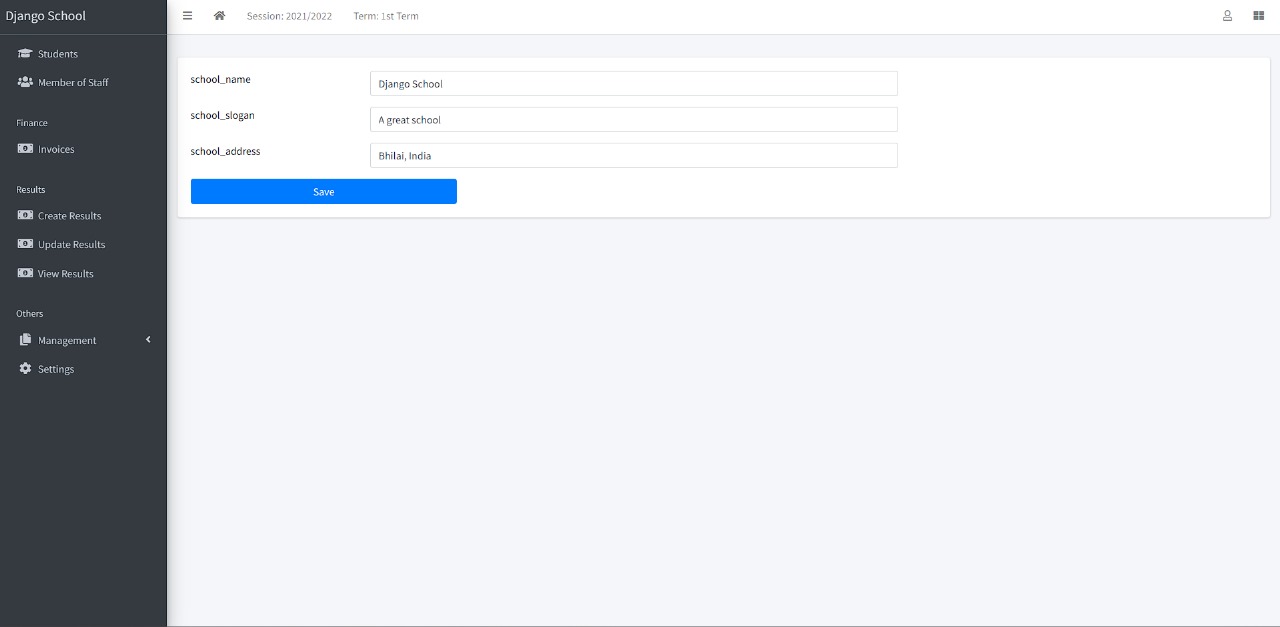 Django School
Session: 2021/2022 Term: 1st Term
Students
Member of Staff
Finance
Invoices
Results
Create Results
Update Results
View Results
Others
Management
Settings
school_name Django School
school_slogan A great school
school_address Bhilai, India
Save